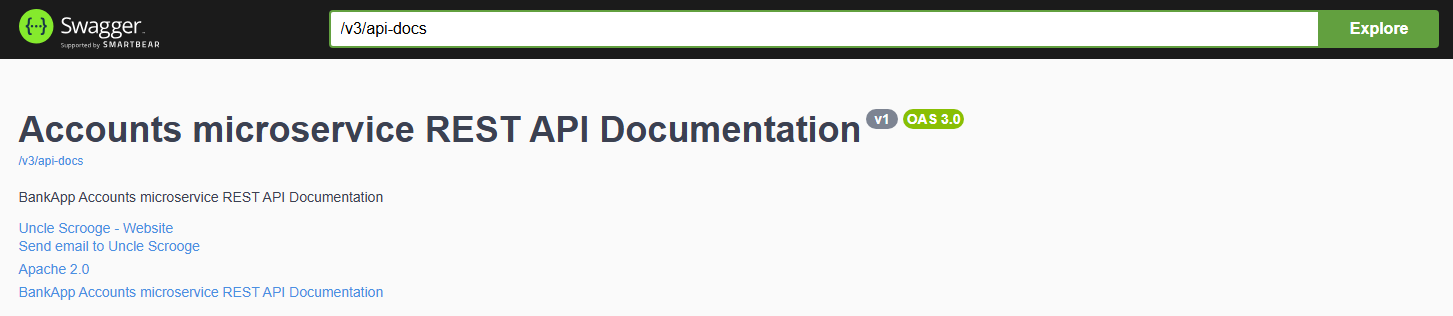 Swagger
Supported by SMARTBEAR
/v3/api-docs
Explore
Accounts microservice REST API Documentation v1 OAS 3.0
/v3/api-docs
BankApp Accounts microservice REST API Documentation
Uncle Scrooge - Website
Send email to Uncle Scrooge
Apache 2.0
BankApp Accounts microservice REST API Documentation